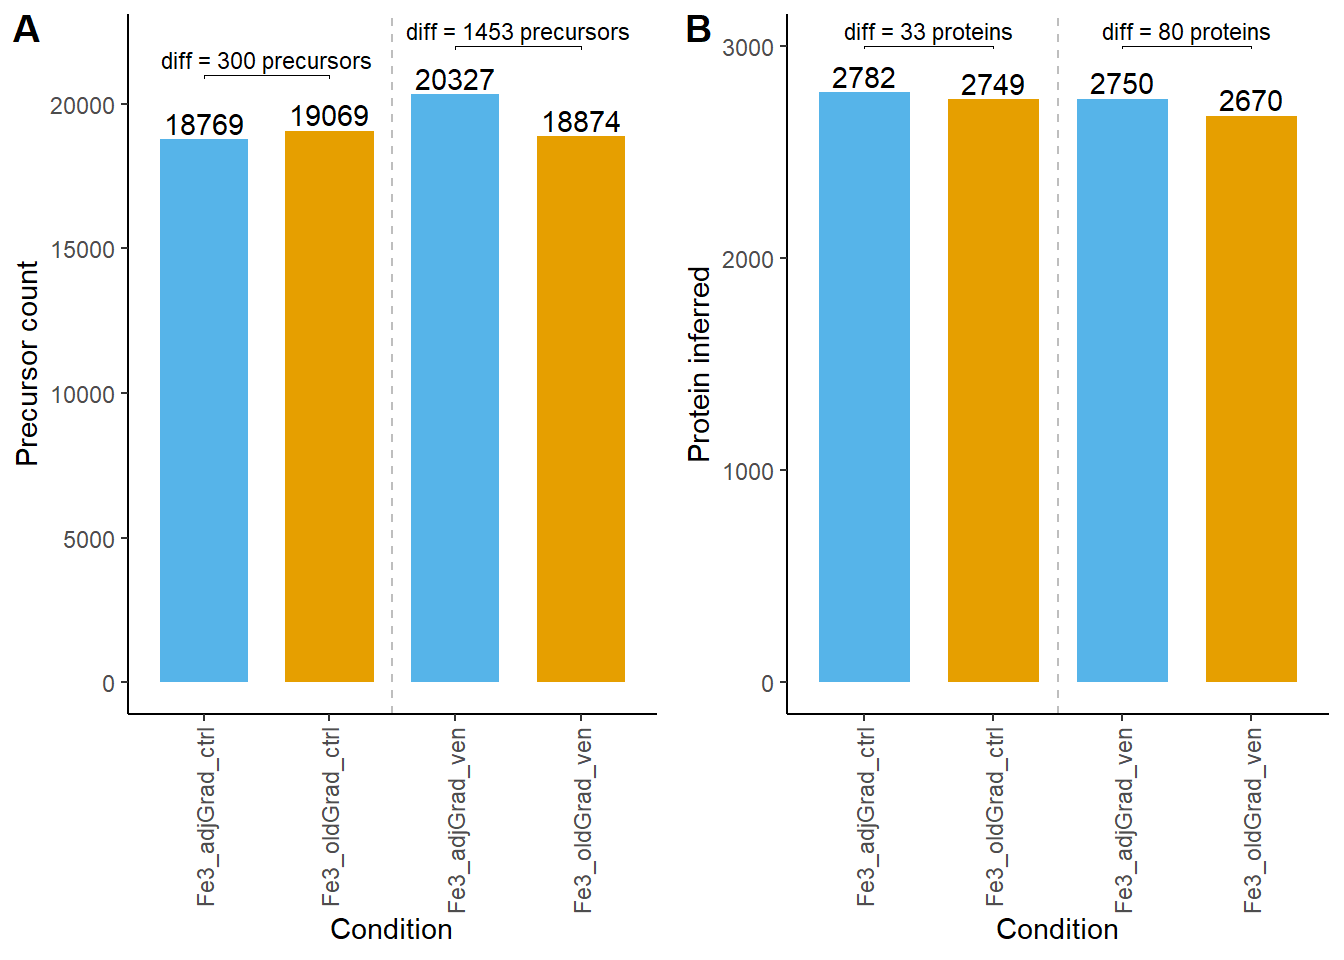 A
diff = 300 precursors
diff = 1453 precursors
18769
19069
20327
18874
20000
15000
10000
5000
0
Precursor count
Fe3_adjGrad_ctrl
Fe3_oldGrad_ctrl
Fe3_adjGrad_ven
Fe3_oldGrad_ven
Condition
B
diff = 33 proteins
diff = 80 proteins
2782
2749
2750
2670
3000
2000
1000
0
Protein inferred
Fe3_adjGrad_ctrl
Fe3_oldGrad_ctrl
Fe3_adjGrad_ven
Fe3_oldGrad_ven
Condition